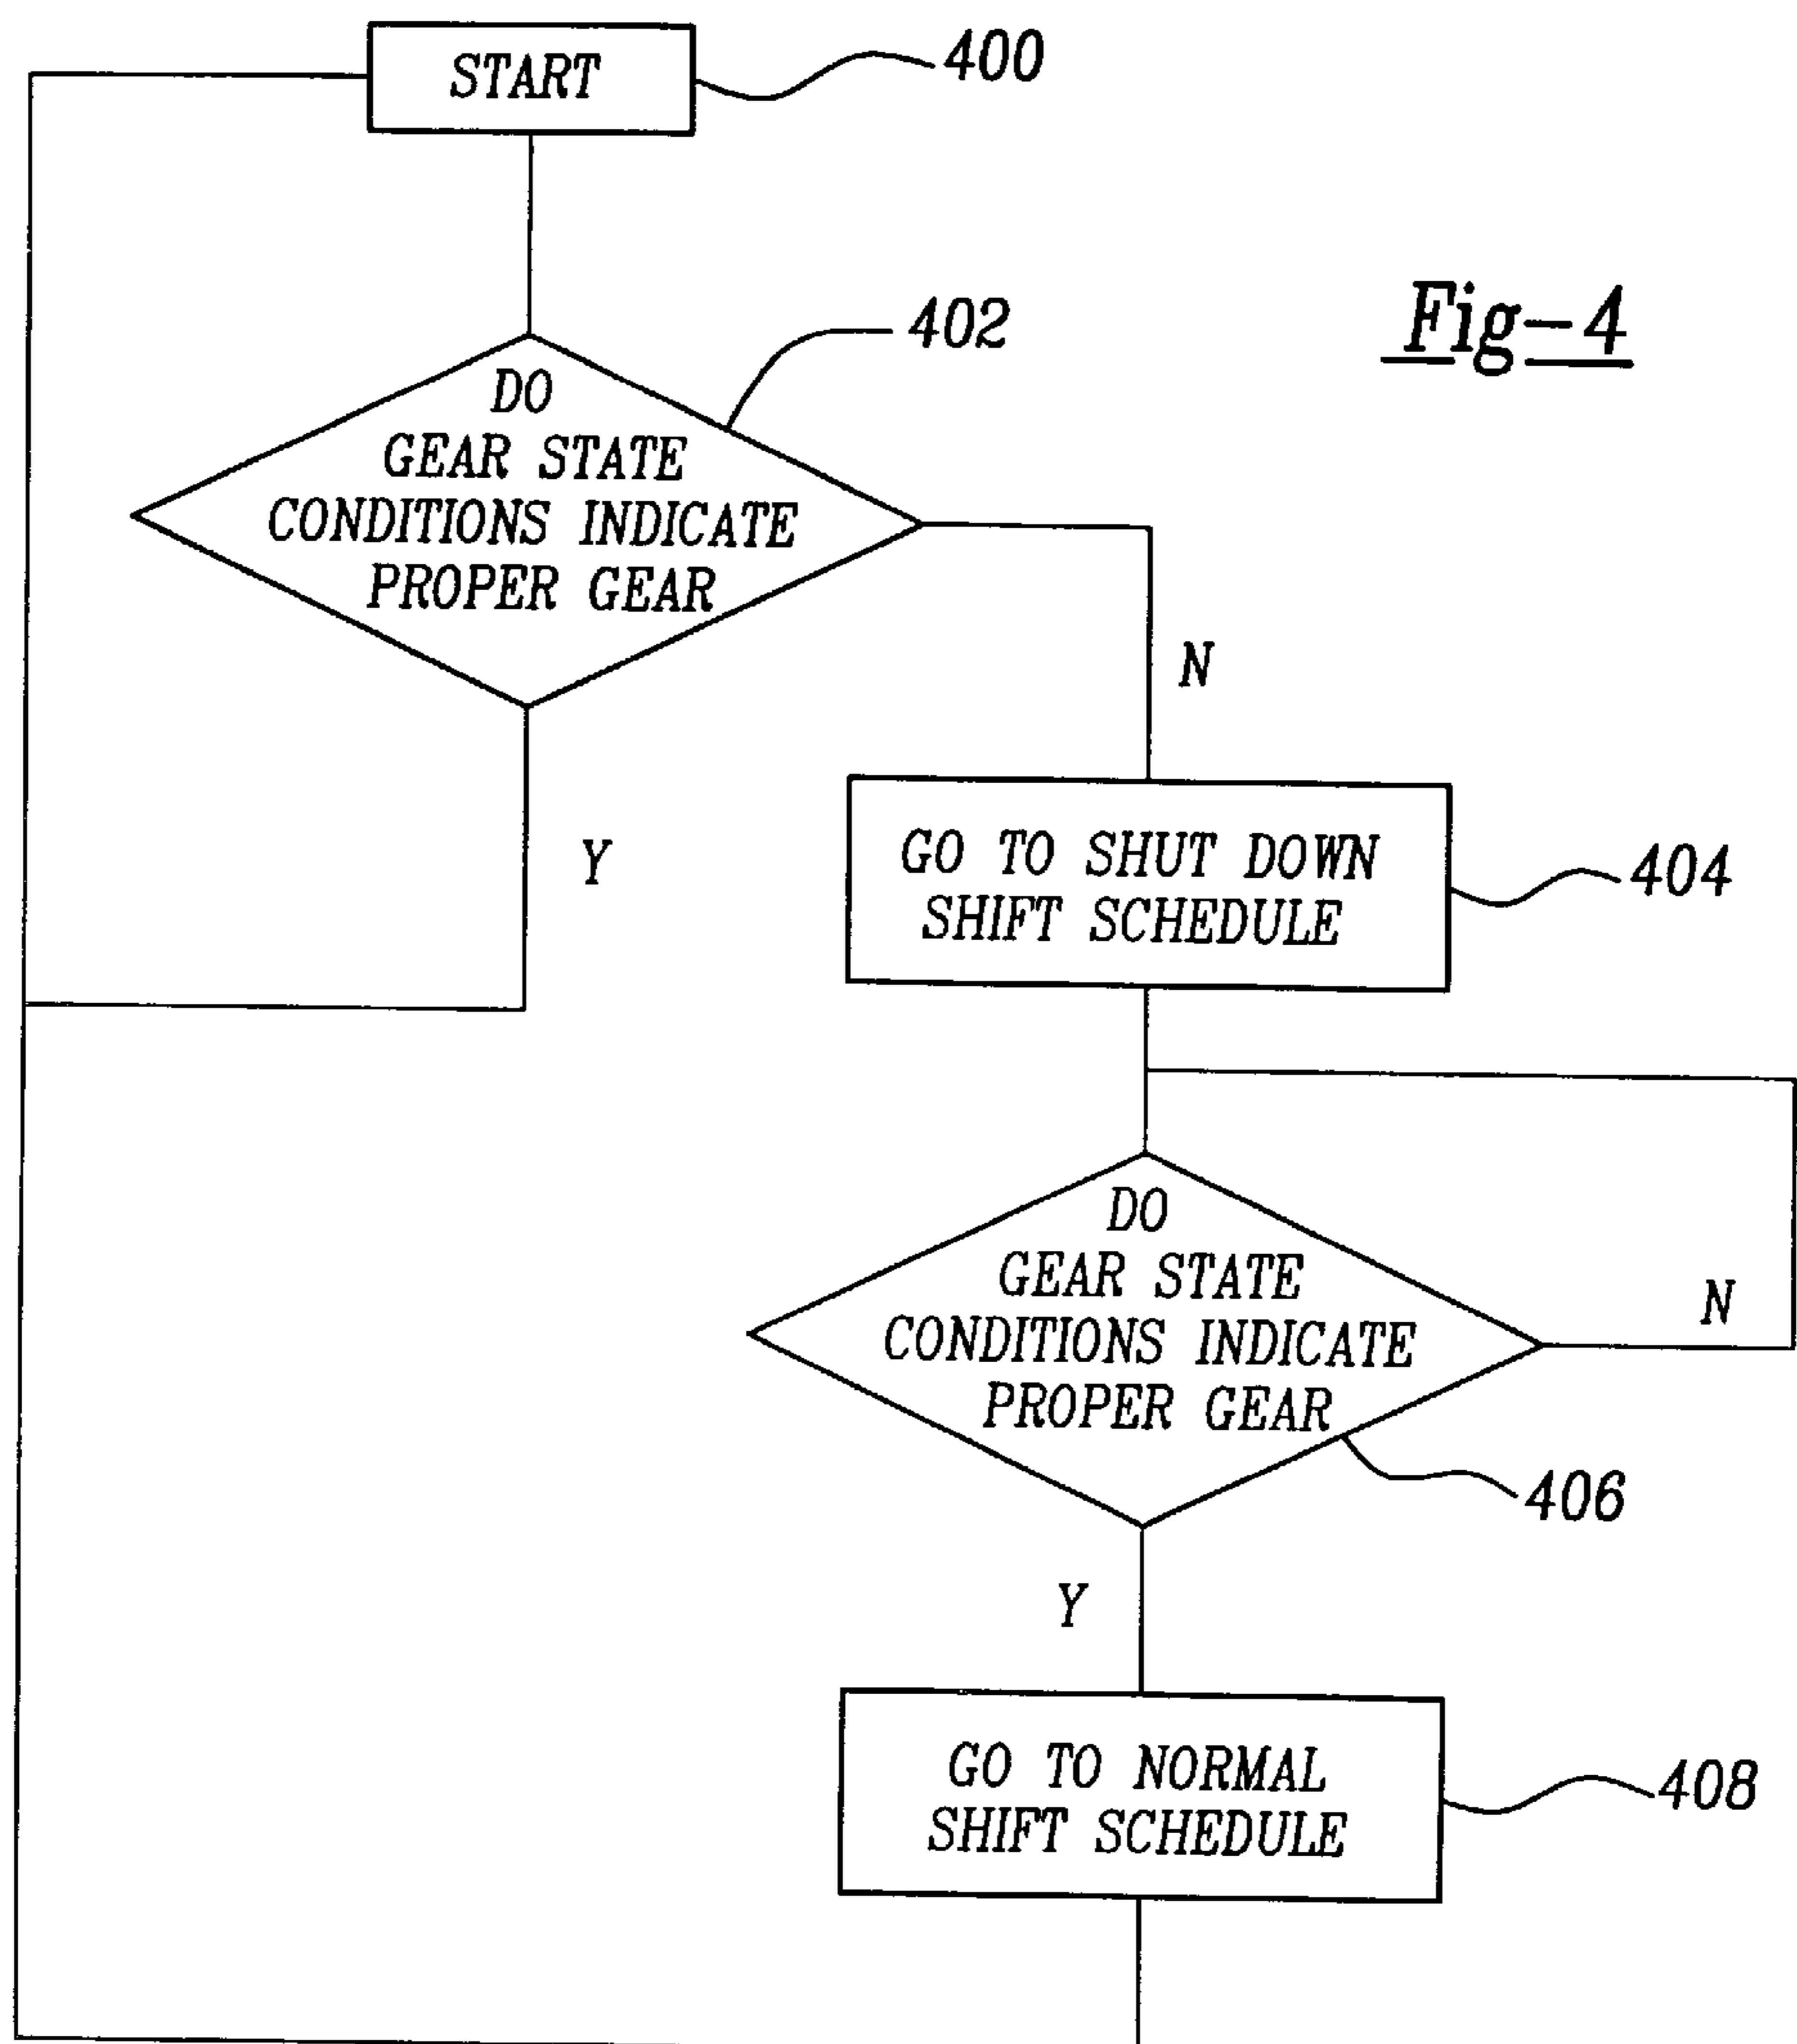 START
400
Fig-4
402
DO
GEAR STATE
CONDITIONS INDICATE
PROPER GEAR
N
Y
GO TO SHUT DOWN
SHIFT SCHEDULE
404
DO
GEAR STATE
CONDITIONS INDICATE
PROPER GEAR
N
406
Y
GO TO NORMAL
SHIFT SCHEDULE
408